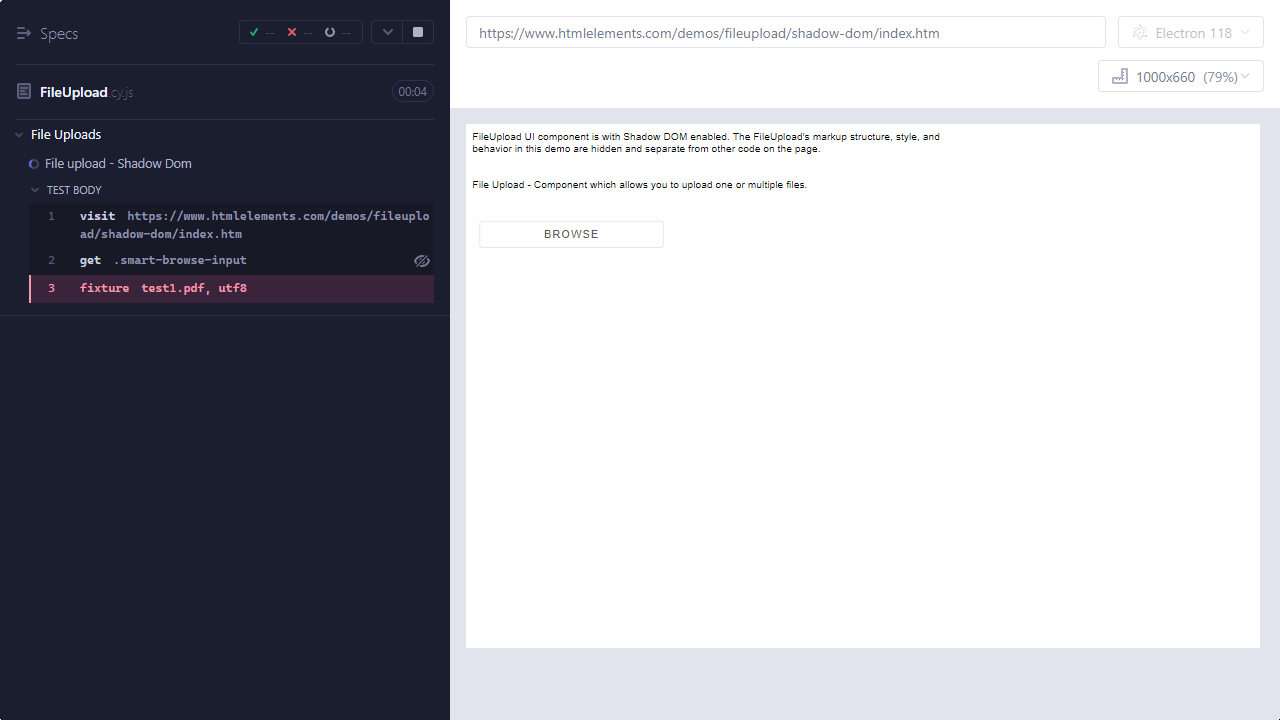 Specs
--
--
--
https://www.htmlelements.com/demos/fileupload/shadow-dom/index.htm
Electron 118
1000x660 (79%)
FileUpload.cy.js
00:04
File Uploads
File upload - Shadow Dom
TEST BODY
1 visit https://www.htmlelements.com/demos/fileuplo
ad/shadow-dom/index.htm
2 get .smart-browse-input
3 fixture test1.pdf, utf8
FileUpload UI component is with Shadow DOM enabled. The FileUpload's markup structure, style, and
behavior in this demo are hidden and separate from other code on the page.
File Upload - Component which allows you to upload one or multiple files.
BROWSE